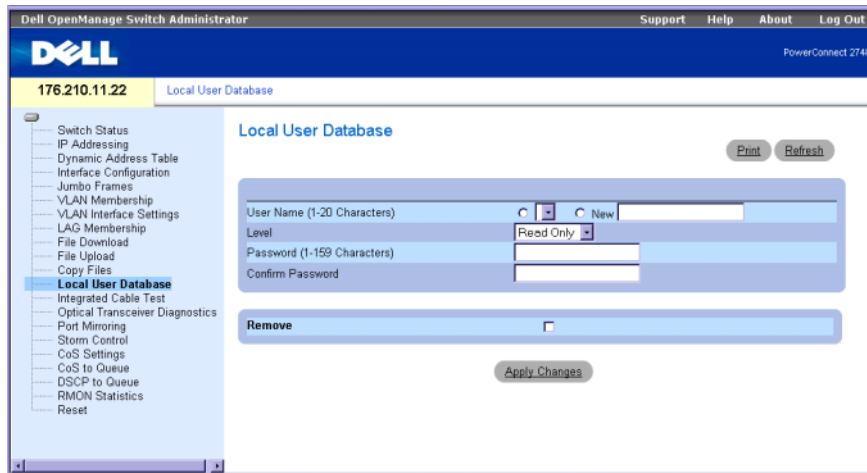 Dell OpenManage Switch Administrator
Support Help About Log Out
DELL
PowerConnect 2748
176.210.11.22
Local User Database
Switch Status
IP Addressing
Dynamic Address Table
Interface Configuration
Jumbo Frames
VLAN Membership
VLAN Interface Settings
LAG Membership
File Download
File Upload
Copy Files
Local User Database
Integrated Cable Test
Optical Transceiver Diagnostics
Port Mirroring
Storm Control
CoS Settings
CoS to Queue
DSCP to Queue
RMON Statistics
Reset
Local User Database
Print Refresh
User Name (1-20 Characters) New
Level Read Only
Password (1-159 Characters)
Confirm Password
Remove
Apply Changes